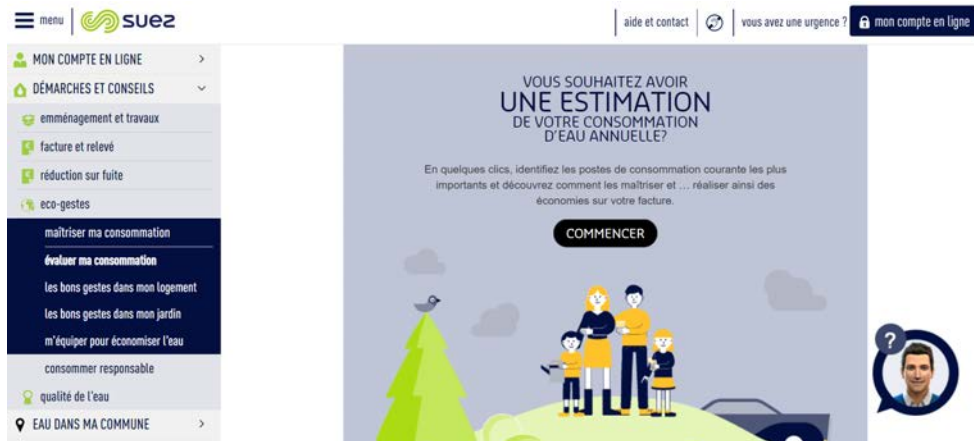 menu
suez
aide et contact
vous avez une urgence ?
mon compte en ligne
MON COMPTE EN LIGNE
DÉMARCHES ET CONSEILS
emménagement et travaux
facture et relevé
réduction sur fuite
eco-gestes
maîtriser ma consommation
évaluer ma consommation
les bons gestes dans mon logement
les bons gestes dans mon jardin
m'équiper pour économiser l'eau
consommer responsable
qualité de l'eau
EAU DANS MA COMMUNE
VOUS SOUHAITEZ AVOIR
UNE ESTIMATION
DE VOTRE CONSOMMATION
D'EAU ANNUELLE?
En quelques clics, identifiez les postes de consommation courante les plus
importants et découvrez comment les maîtriser et … réaliser ainsi des
économies sur votre facture.
COMMENCER
?